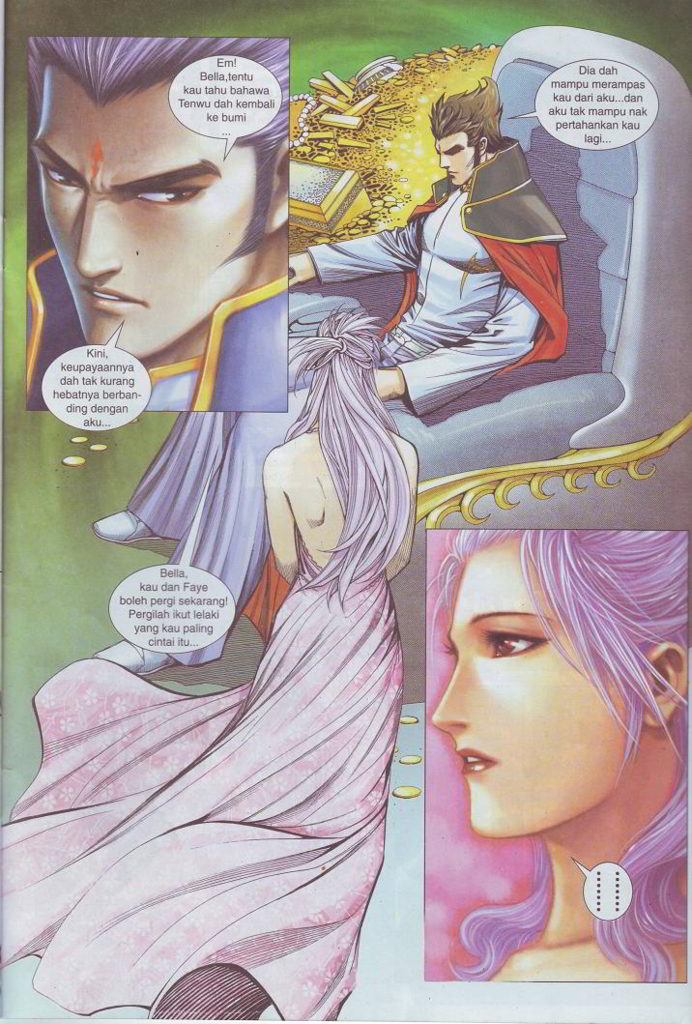 Em!
Bella,tentu
kau tahu bahawa
Tenwu dah kembali
ke bumi
...
Kini,
keupayaannya
dah tak kurang
hebatnya berban-
ding dengan
aku...
Dia dah
mampu merampas
kau dari aku...dan
aku tak mampu nak
pertahankan kau
lagi...
Bella,
kau dan Faye
boleh pergi sekarang!
Pergilah ikut lelaki
yang kau paling
cintai itu...